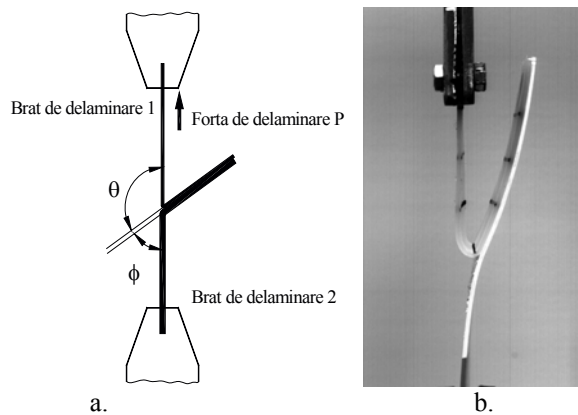 Brat de delaminare 1
Forta de delaminare P
θ
ϕ
Brat de delaminare 2
a.
b.